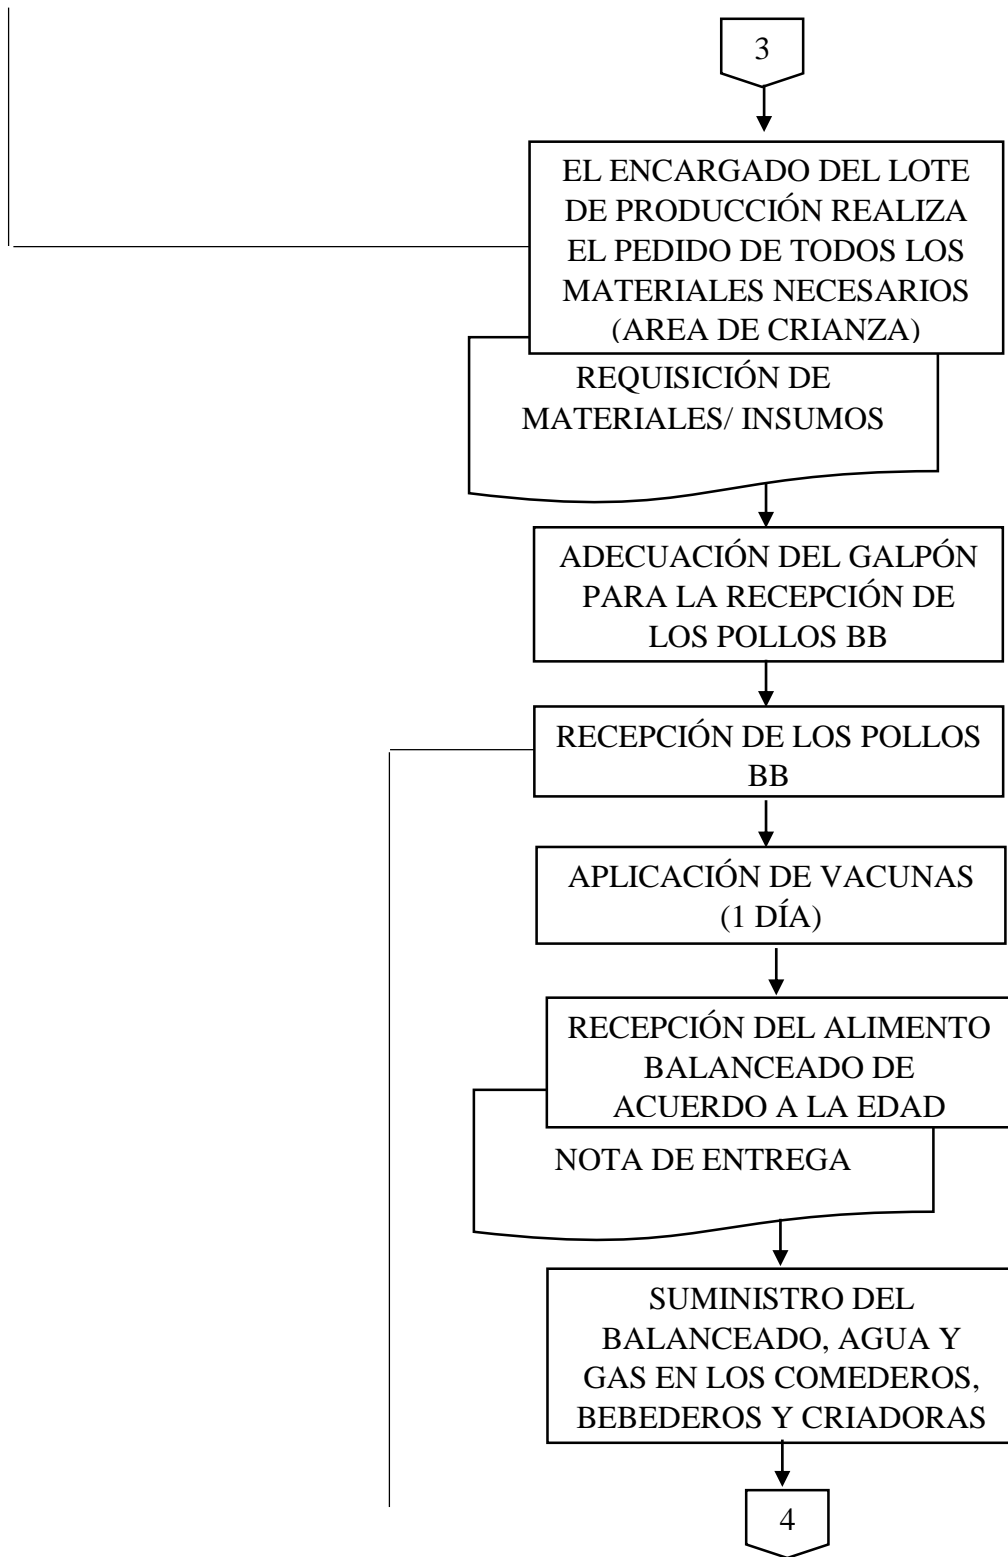 3
EL ENCARGADO DEL LOTE
DE PRODUCCIÓN REALIZA
EL PEDIDO DE TODOS LOS
MATERIALES NECESARIOS
(AREA DE CRIANZA)
REQUISICIÓN DE
MATERIALES/ INSUMOS
ADECUACIÓN DEL GALPÓN
PARA LA RECEPCIÓN DE
LOS POLLOS BB
RECEPCIÓN DE LOS POLLOS
BB
APLICACIÓN DE VACUNAS
(1 DÍA)
RECEPCIÓN DEL ALIMENTO
BALANCEADO DE
ACUERDO A LA EDAD
NOTA DE ENTREGA
SUMINISTRO DEL
BALANCEADO, AGUA Y
GAS EN LOS COMEDEROS,
BEBEDEROS Y CRIADORAS
4